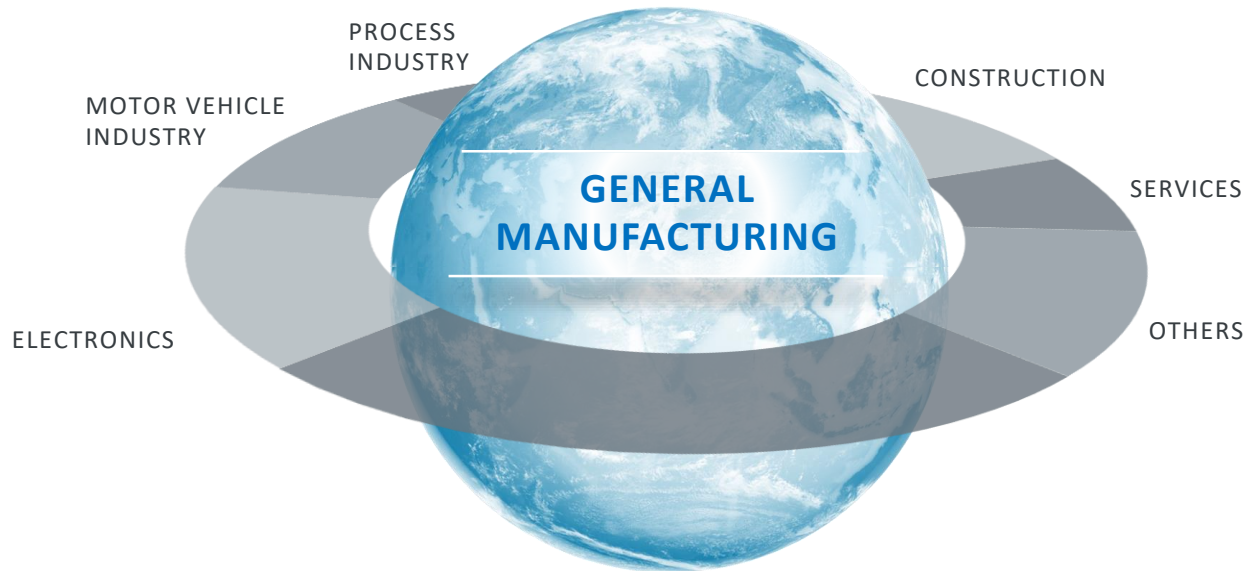 PROCESS
INDUSTRY
CONSTRUCTION
MOTOR VEHICLE
INDUSTRY
GENERAL
MANUFACTURING
SERVICES
ELECTRONICS
OTHERS